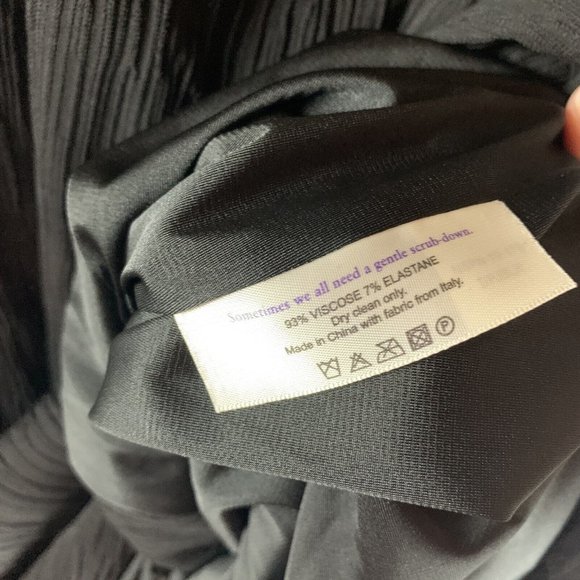 Sometimes we all need a gentle scrub-down.
93% VISCOSE 7% ELASTANE
Dry clean only.
Made in China with fabric from Italy.
P